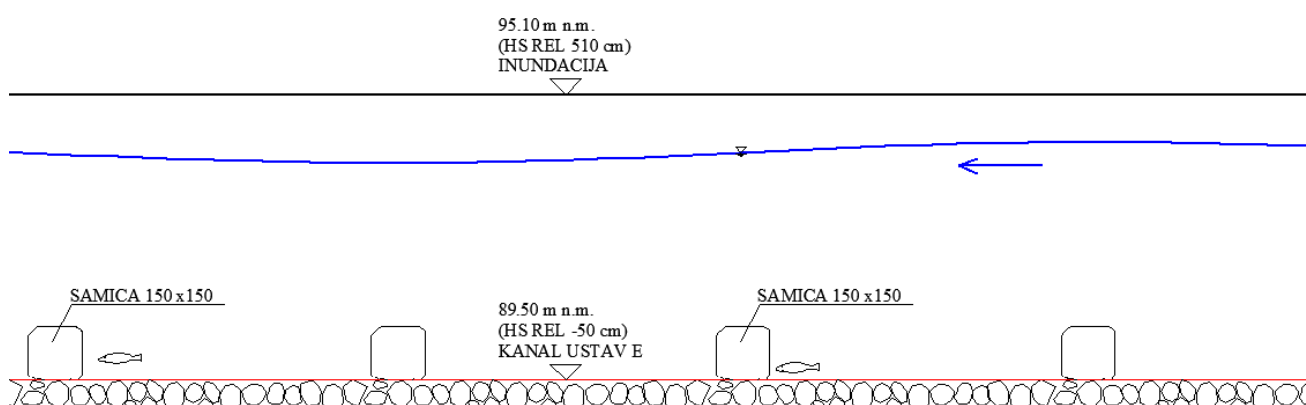 95.10 m n.m.
(HS REL 510 cm)
INUNDACIJA
SAMICA 150 x150
89.50 m n.m.
(HS REL -50 cm)
KANAL USTAV E
SAMICA 150 x150